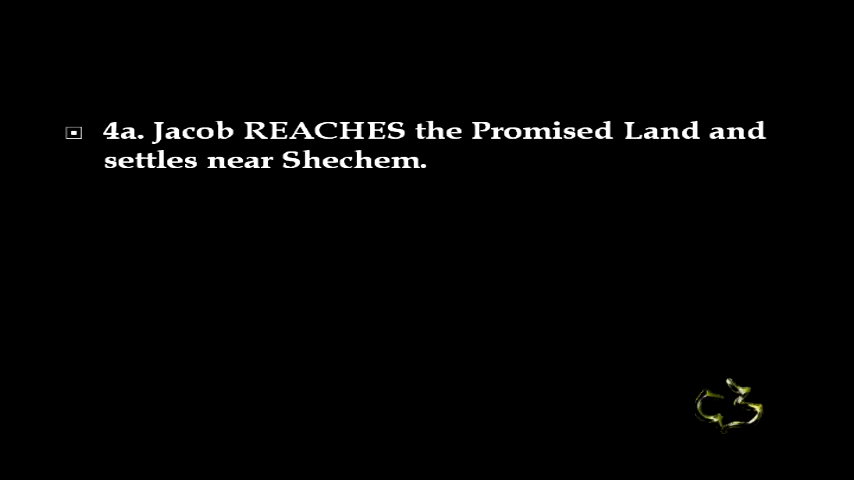 4a. Jacob REACHES the Promised Land and
settles near Shechem.